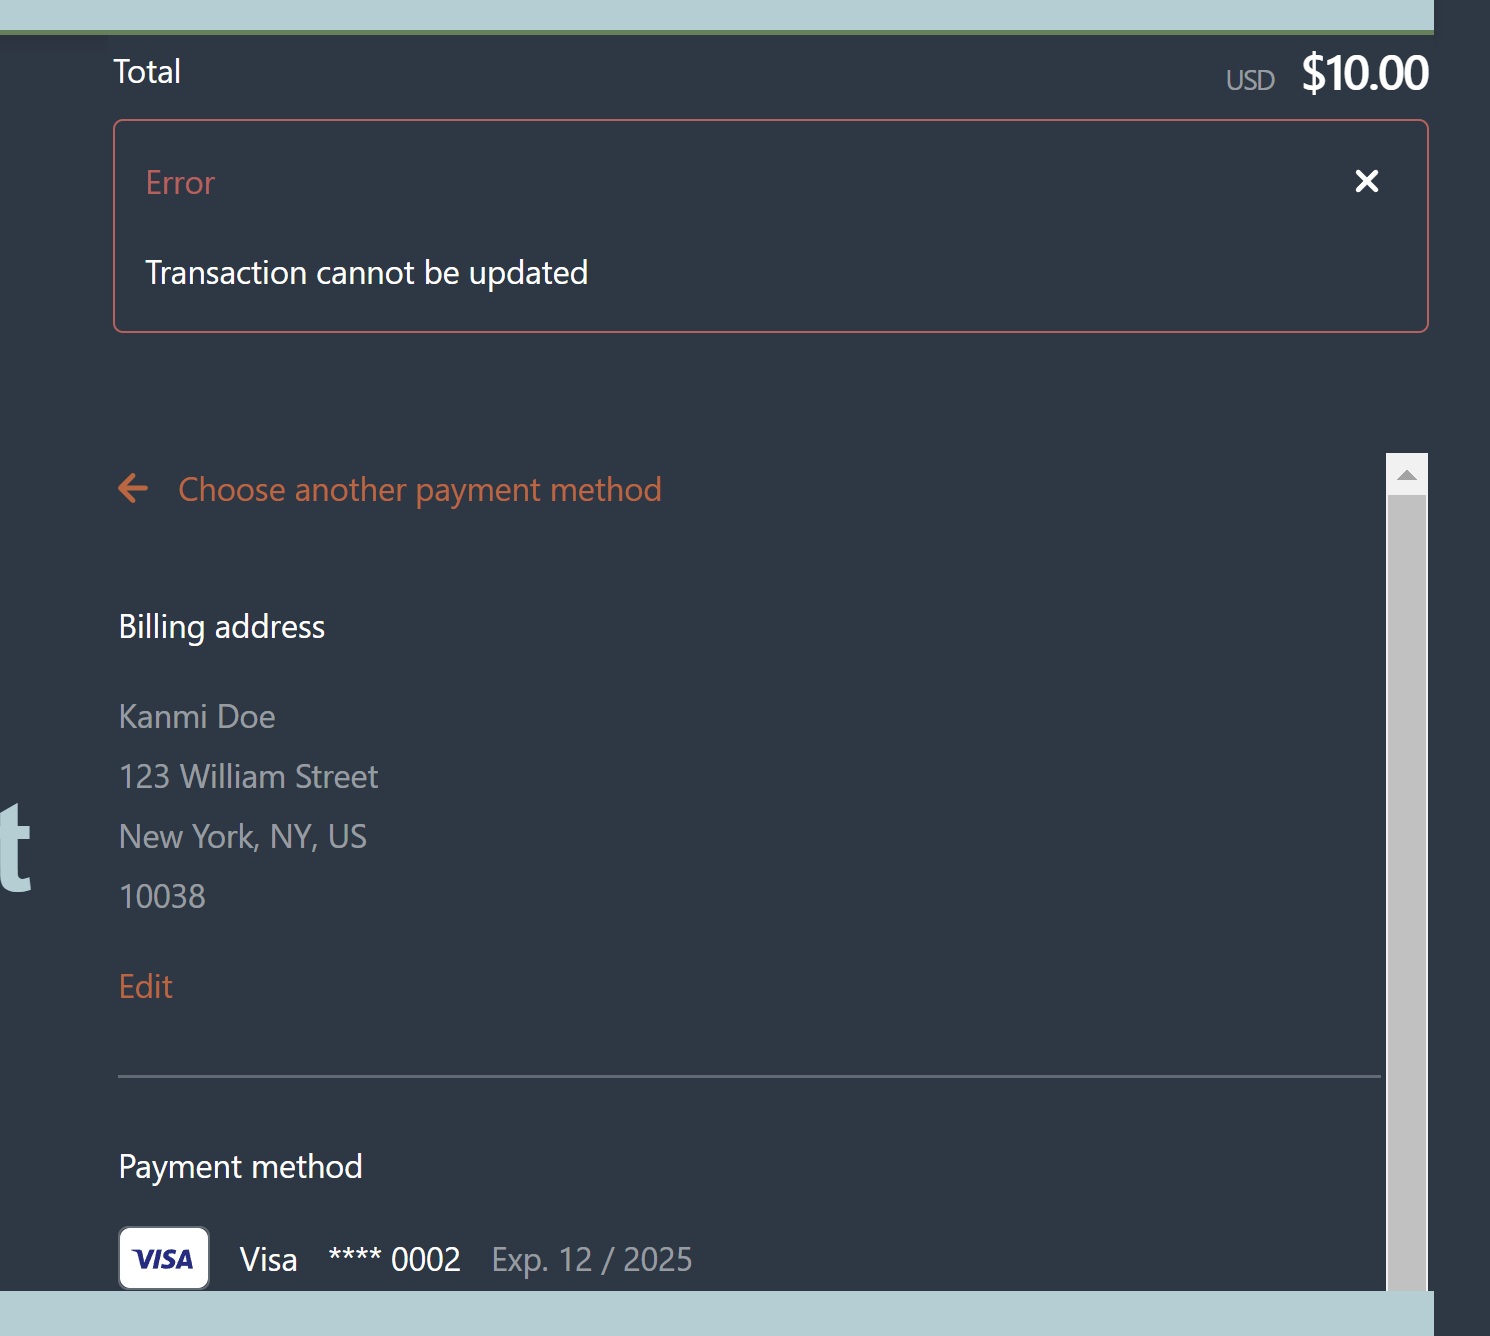 Total
USD $10.00
Error
Transaction cannot be updated
Choose another payment method
Billing address
Kanmi Doe
123 William Street
New York, NY, US
10038
t
Edit
Payment method
VISA Visa **** 0002 Exp. 12 / 2025